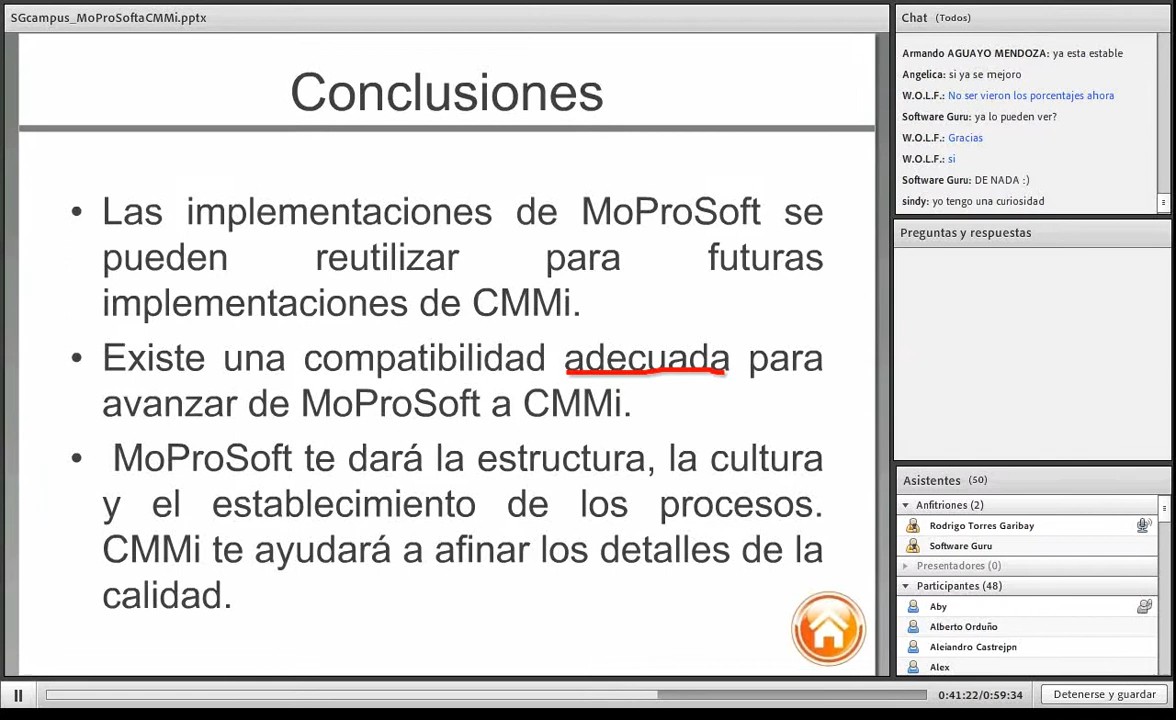 SGcampus_MoProSoftaCMMi.pptx
Conclusiones
• Las implementaciones de MoProSoft se
pueden reutilizar para futuras
implementaciones de CMMi.
• Existe una compatibilidad adecuada para
avanzar de MoProSoft a CMMi.
• MoProSoft te dará la estructura, la cultura
y el establecimiento de los procesos.
CMMi te ayudará a afinar los detalles de la
calidad.
Chat (Todos)
Armando AGUAYO MENDOZA: ya esta estable
Angelica: si ya se mejoro
W.O.L.F.: No ser vieron los porcentajes ahora
Software Guru: ya lo pueden ver?
W.O.L.F.: Gracias
W.O.L.F.: si
Software Guru: DE NADA :)
sindy: yo tengo una curiosidad
Preguntas y respuestas
Asistentes (50)
Anfitriones (2)
Rodrigo Torres Garibay
Software Guru
Presentadores (0)
Participantes (48)
Aby
Alberto Orduño
Alejandro Castrejpn
Alex
0:41:22/0:59:34
Detenerse y guardar